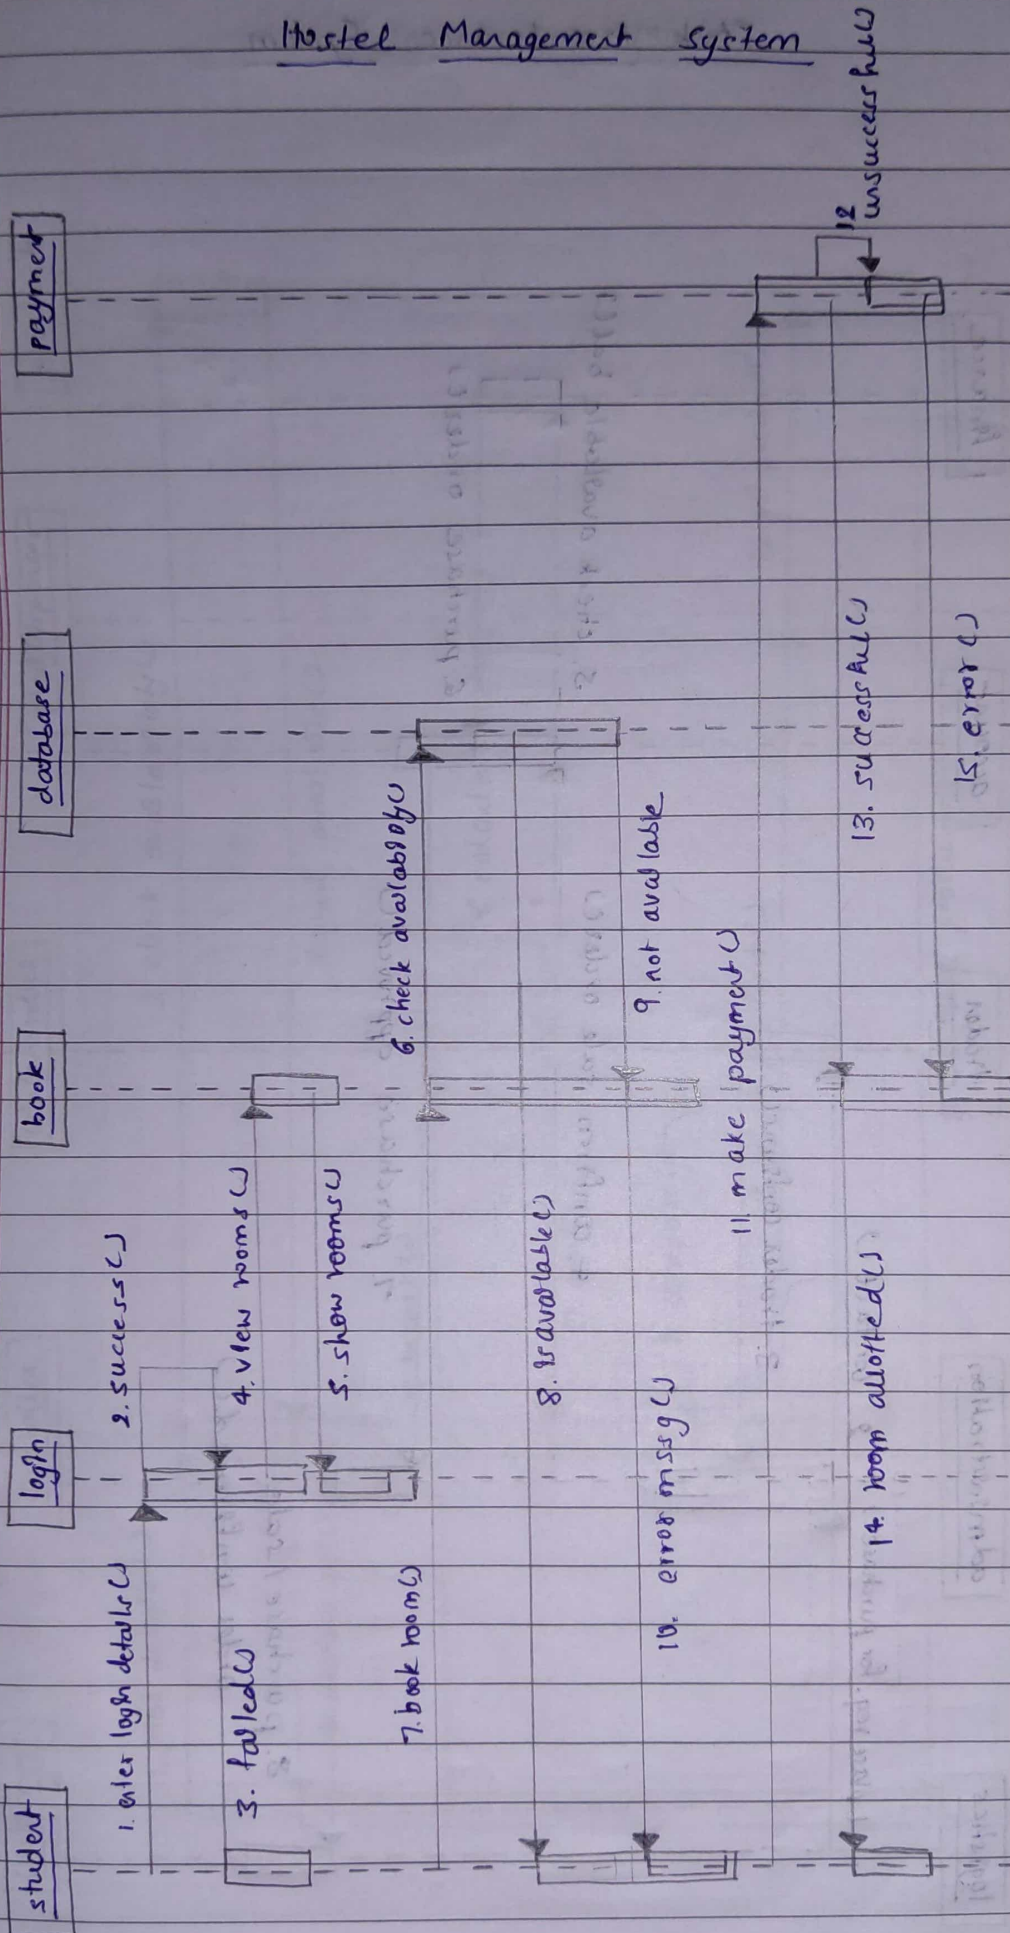 Hostel Management System
student
login
book
database
payment
1. enter login details()
2. success()
3. failed()
4. view rooms()
5. show rooms()
6. check availability()
7. book room()
8. is available()
9. not available
10. error mssg()
11. make payment()
12
unsuccessful()
13. successful()
14. room allotted()
15. error()